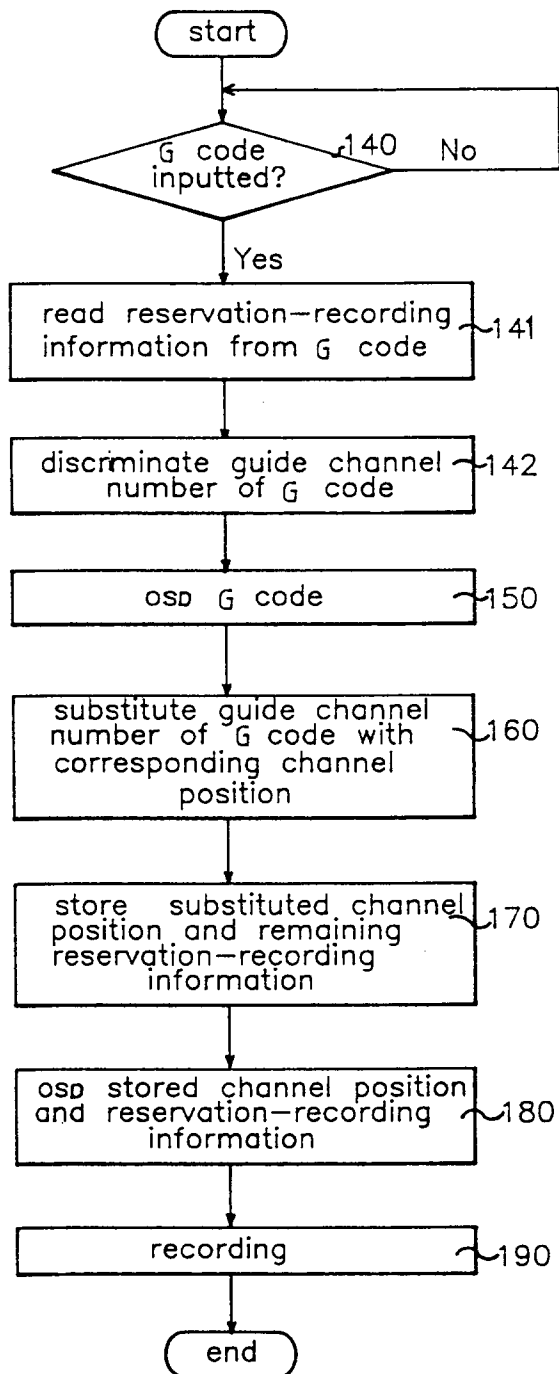 start
G code 140 No
inputted?
Yes
read reservation-recording
information from G code 141
discriminate guide channel
number of G code 142
OSD G code 150
substitute guide channel
number of G code with 160
corresponding channel
position
store substituted channel
position and remaining 170
reservation-recording
information
OSD stored channel position
and reservation-recording 180
information
recording 190
end